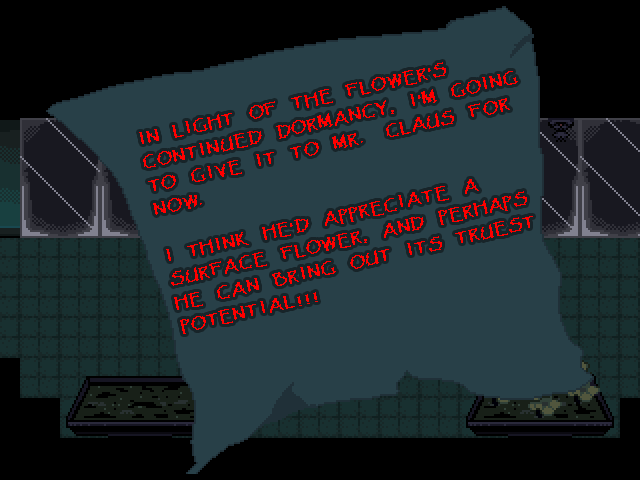 IN LIGHT OF THE FLOWER'S
CONTINUED DORMANCY, I'M GOING
TO GIVE IT TO MR. CLAUS FOR
NOW.
I THINK HE'D APPRECIATE A
SURFACE FLOWER, AND PERHAPS
HE CAN BRING OUT ITS TRUEST
POTENTIAL!!!